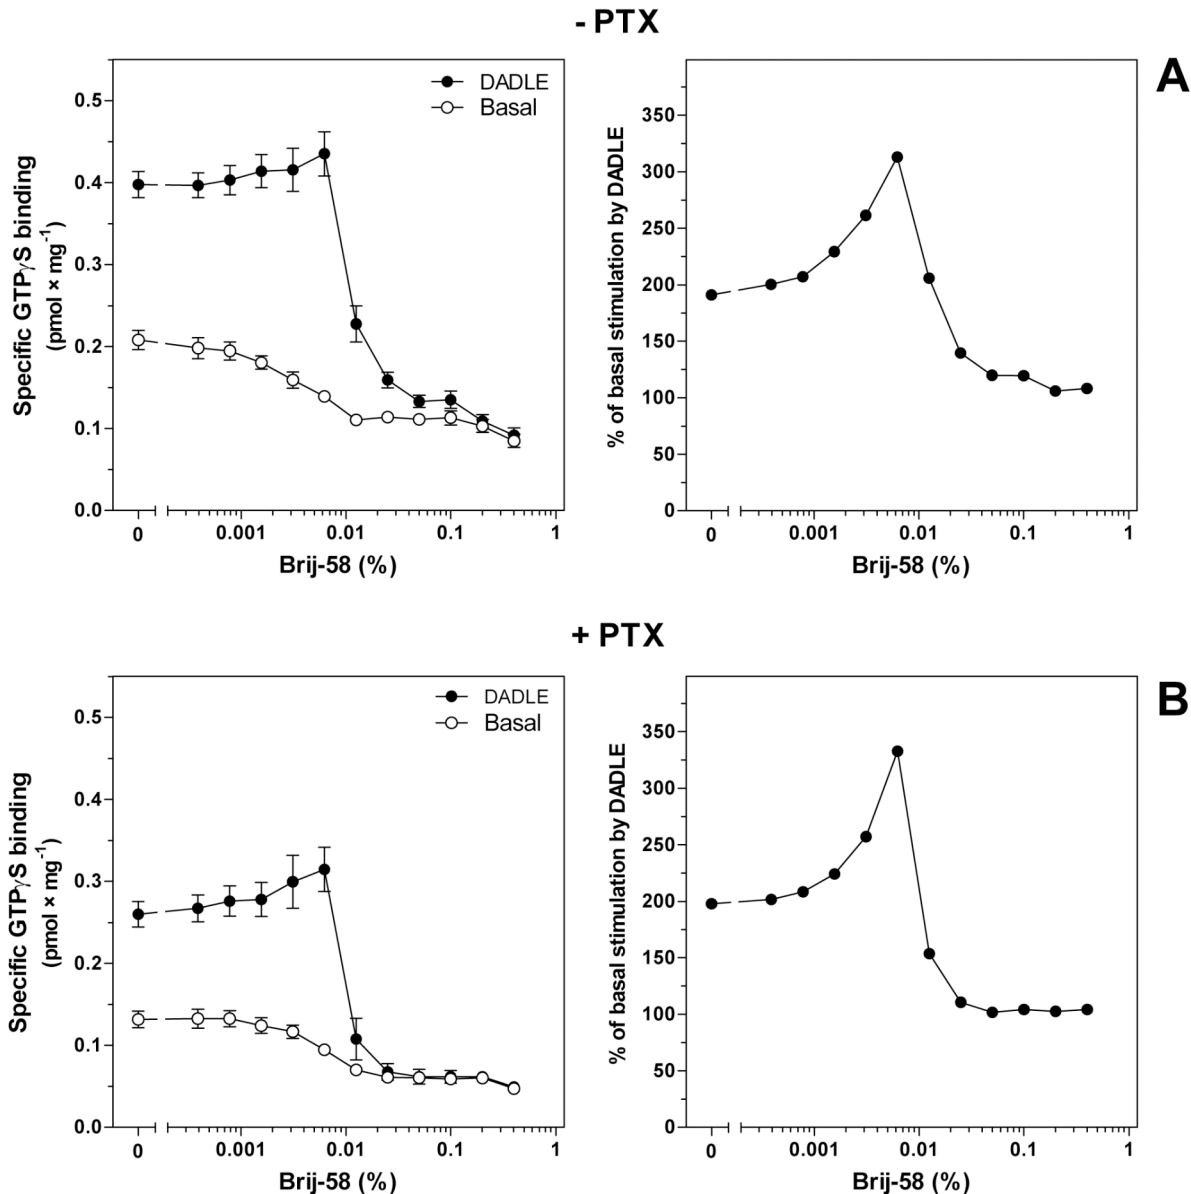 - PTX
A
DADLE
Basal
Specific GTPγS binding
(pmol × mg⁻¹)
0.5
0.4
0.3
0.2
0.1
0.0
0
0.001
0.01
0.1
1
Brij-58 (%)
% of basal stimulation by DADLE
350
300
250
200
150
100
50
0
0
0.001
0.01
0.1
1
Brij-58 (%)
+ PTX
B
DADLE
Basal
Specific GTPγS binding
(pmol × mg⁻¹)
0.5
0.4
0.3
0.2
0.1
0.0
0
0.001
0.01
0.1
1
Brij-58 (%)
% of basal stimulation by DADLE
350
300
250
200
150
100
50
0
0
0.001
0.01
0.1
1
Brij-58 (%)